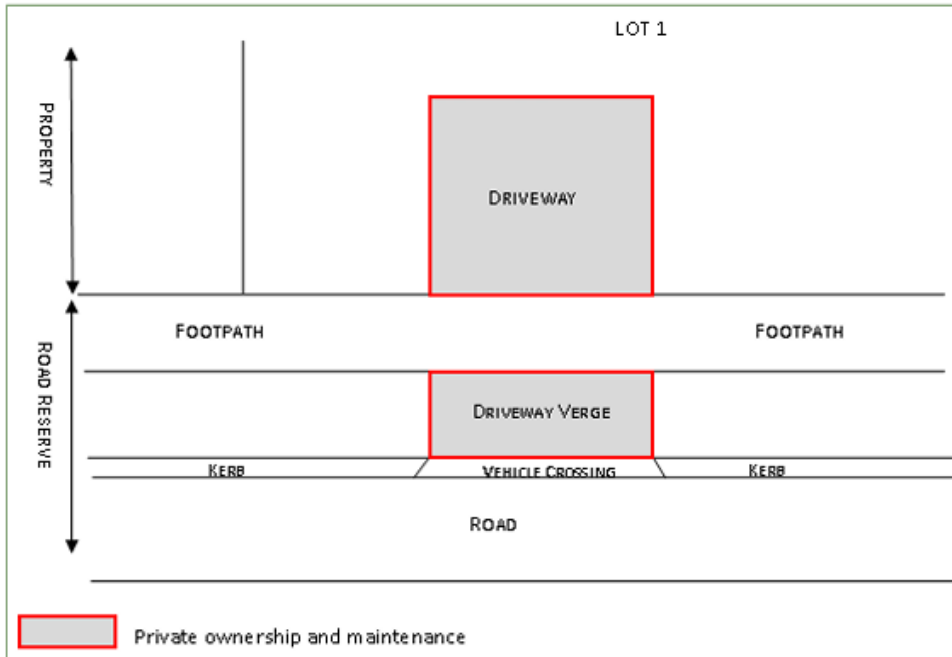 LOT 1
PROPERTY
DRIVEWAY
FOOTPATH
FOOTPATH
ROAD RESERVE
DRIVEWAY VERGE
KERB
VEHICLE CROSSING
KERB
ROAD
Private ownership and maintenance